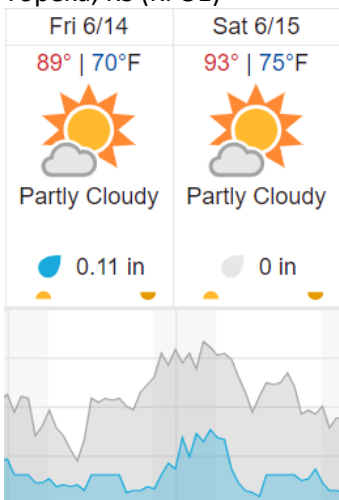 Fri 6/14 Sat 6/15
89° | 70°F 93° | 75°F
Partly Cloudy Partly Cloudy
0.11 in 0 in